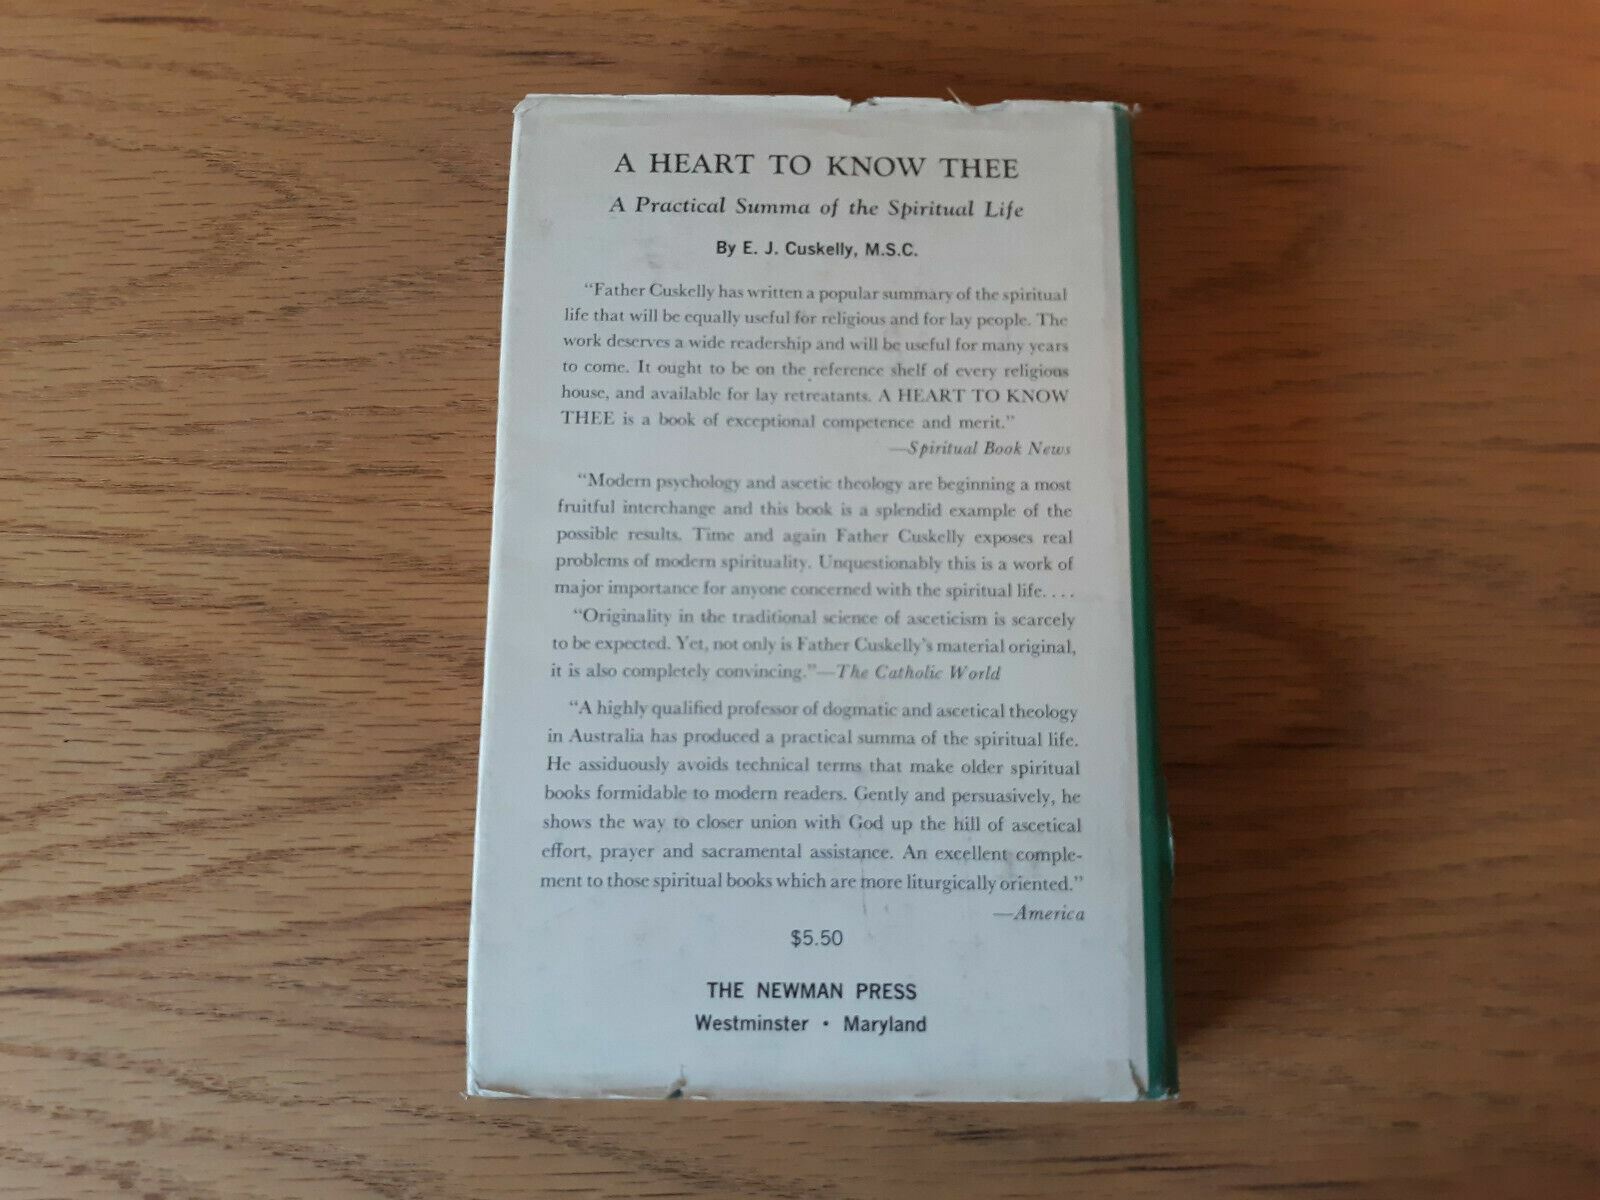 A HEART TO KNOW THEE
A Practical Summa of the Spiritual Life
By E. J. Cuskelly, M.S.C.
“Father Cuskelly has written a popular summary of the spiritual
life that will be equally useful for religious and for lay people. The
work deserves a wide readership and will be useful for many years
to come. It ought to be on the reference shelf of every religious
house, and available for lay retreatants. A HEART TO KNOW
THEE is a book of exceptional competence and merit.”
—Spiritual Book News
“Modern psychology and ascetic theology are beginning a most
fruitful interchange and this book is a splendid example of the
possible results. Time and again Father Cuskelly exposes real
problems of modern spirituality. Unquestionably this is a work of
major importance for anyone concerned with the spiritual life. . . .
“Originality in the traditional science of asceticism is scarcely
to be expected. Yet, not only is Father Cuskelly’s material original,
it is also completely convincing.”—The Catholic World
“A highly qualified professor of dogmatic and ascetical theology
in Australia has produced a practical summa of the spiritual life.
He assiduously avoids technical terms that make older spiritual
books formidable to modern readers. Gently and persuasively, he
shows the way to closer union with God up the hill of ascetical
effort, prayer and sacramental assistance. An excellent comple-
ment to those spiritual books which are more liturgically oriented.”
—America
$5.50
THE NEWMAN PRESS
Westminster • Maryland